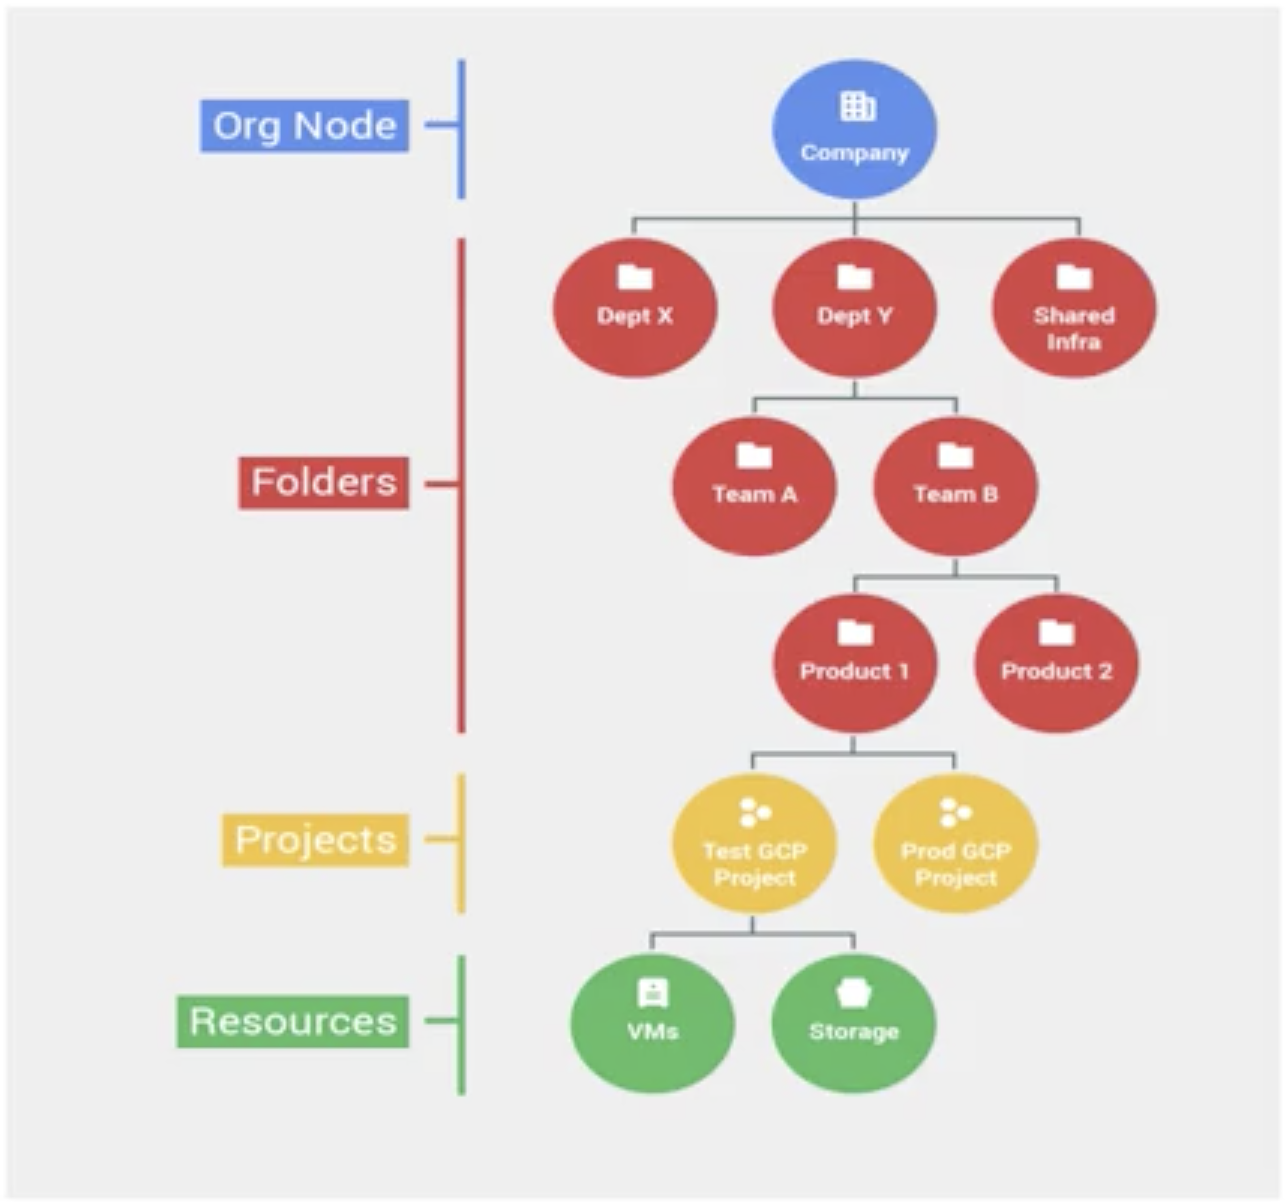 Org Node
Company
Dept X
Dept Y
Shared
Infra
Folders
Team A
Team B
Product 1
Product 2
Projects
Test GCP
Project
Prod GCP
Project
Resources
VMs
Storage